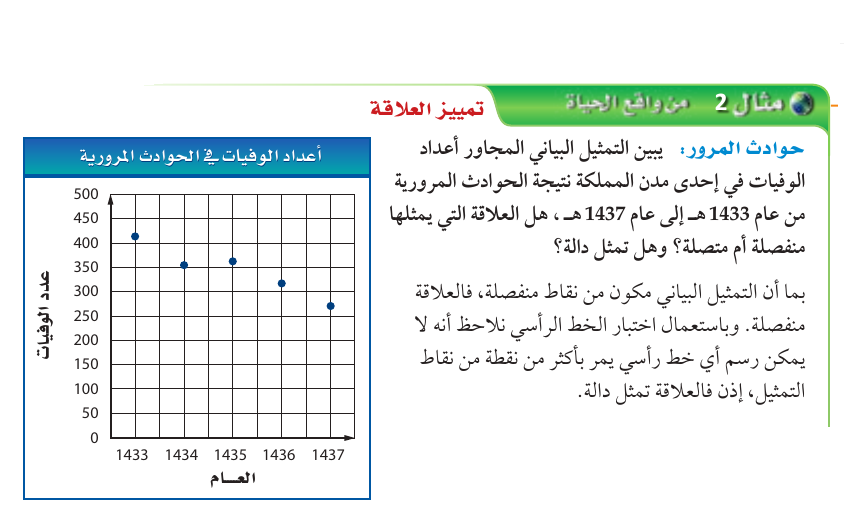 مثال 2 من واقع الحياة
تمييز العلاقة
حوادث المرور: يبين التمثيل البياني المجاور أعداد
الوفيات في إحدى مدن المملكة نتيجة الحوادث المرورية
من عام 1433 هـ إلى عام 1437 هـ ، هل العلاقة التي يمثلها
منفصلة أم متصلة؟ وهل تمثل دالة؟
بما أن التمثيل البياني مكون من نقاط منفصلة، فالعلاقة
منفصلة. وباستعمال اختبار الخط الرأسي نلاحظ أنه لا
يمكن رسم أي خط رأسي يمر بأكثر من نقطة من نقاط
التمثيل، إذن فالعلاقة تمثل دالة.
أعداد الوفيات في الحوادث المرورية
عدد الوفيات
500
450
400
350
300
250
200
150
100
50
0
1433 1434 1435 1436 1437
العـــام